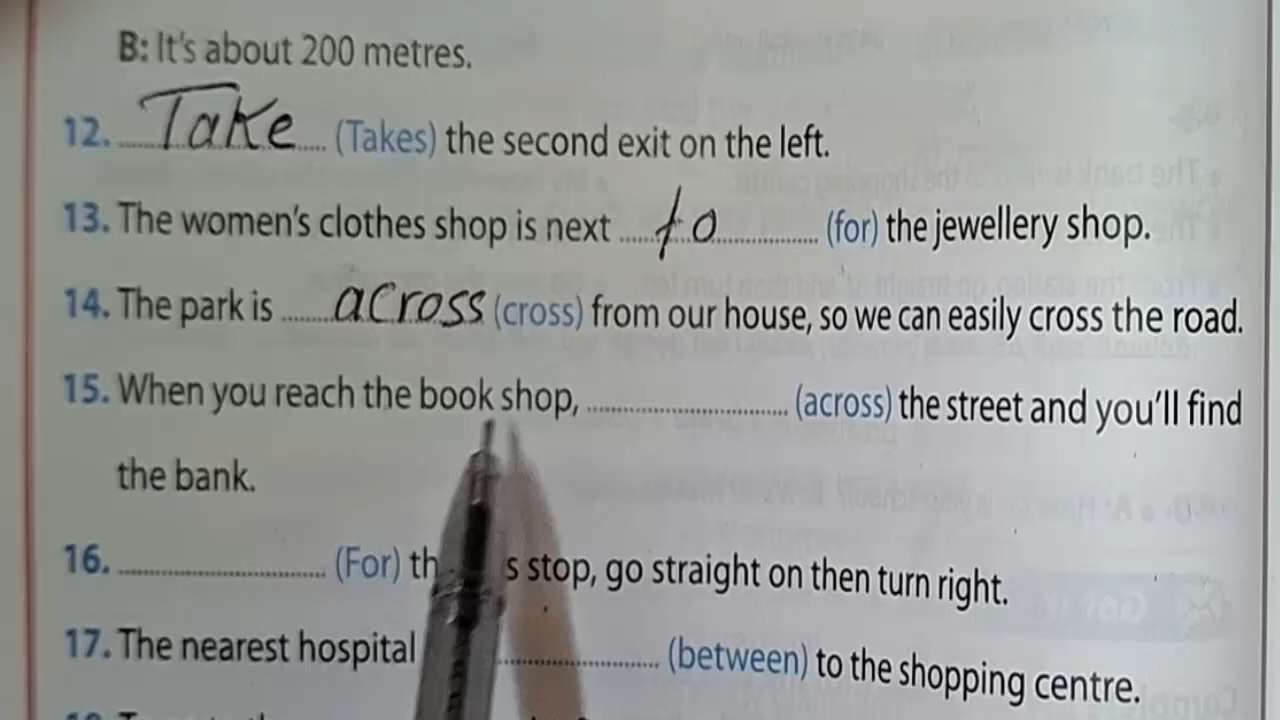 B: It's about 200 metres.
12. Take (Takes) the second exit on the left.
13. The women's clothes shop is next to (for) the jewellery shop.
14. The park is across (cross) from our house, so we can easily cross the road.
15. When you reach the book shop, .............................. (across) the street and you'll find
the bank.
16. .............................. (For) th s stop, go straight on then turn right.
17. The nearest hospital .............................. (between) to the shopping centre.